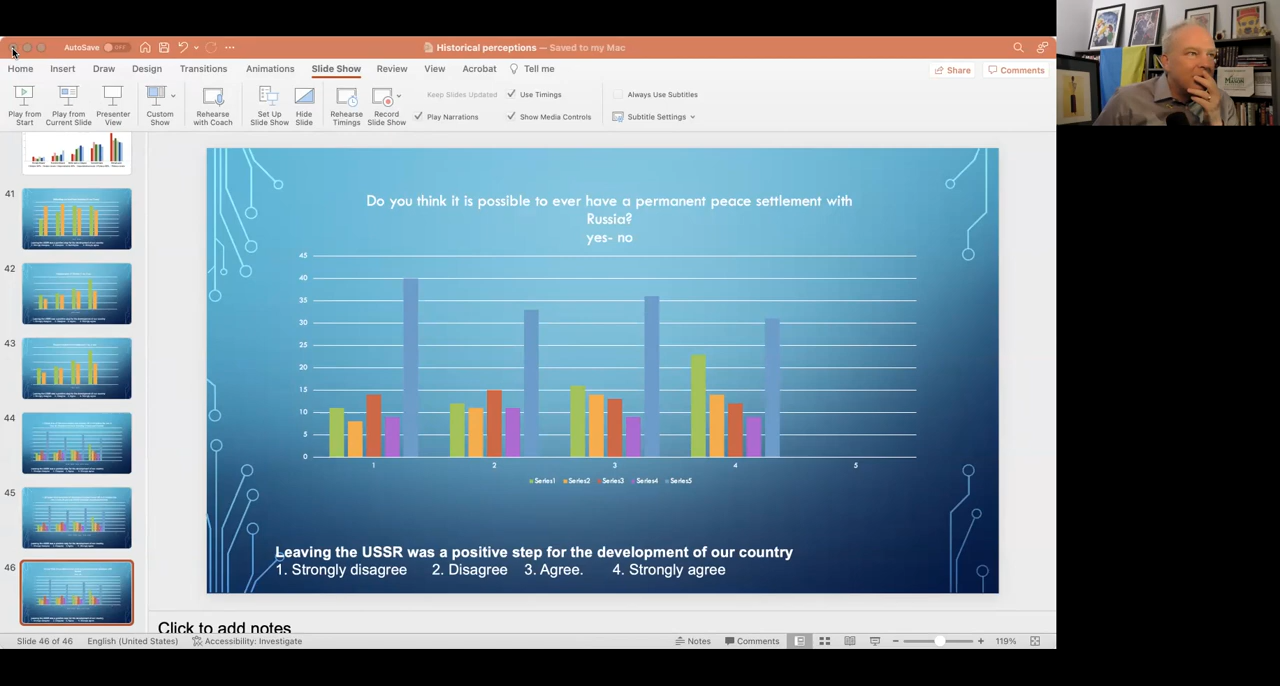 AutoSave OFF
Historical perceptions — Saved to my Mac
Home Insert Draw Design Transitions Animations Slide Show Review View Acrobat Tell me
Share Comments
Play from Start
Play from Current Slide
Presenter View
Custom Show
Rehearse with Coach
Set Up Slide Show
Hide Slide
Rehearse Timings
Record Slide Show
Keep Slides Updated
Play Narrations
Use Timings
Show Media Controls
Always Use Subtitles
Subtitle Settings
41
42
43
44
45
46
Do you think it is possible to ever have a permanent peace settlement with
Russia?
yes- no
45
40
35
30
25
20
15
10
5
0
1 2 3 4 5
Series1 Series2 Series3 Series4 Series5
Leaving the USSR was a positive step for the development of our country
1. Strongly disagree 2. Disagree 3. Agree. 4. Strongly agree
Click to add notes
Slide 46 of 46 English (United States) Accessibility: Investigate Notes Comments 119%